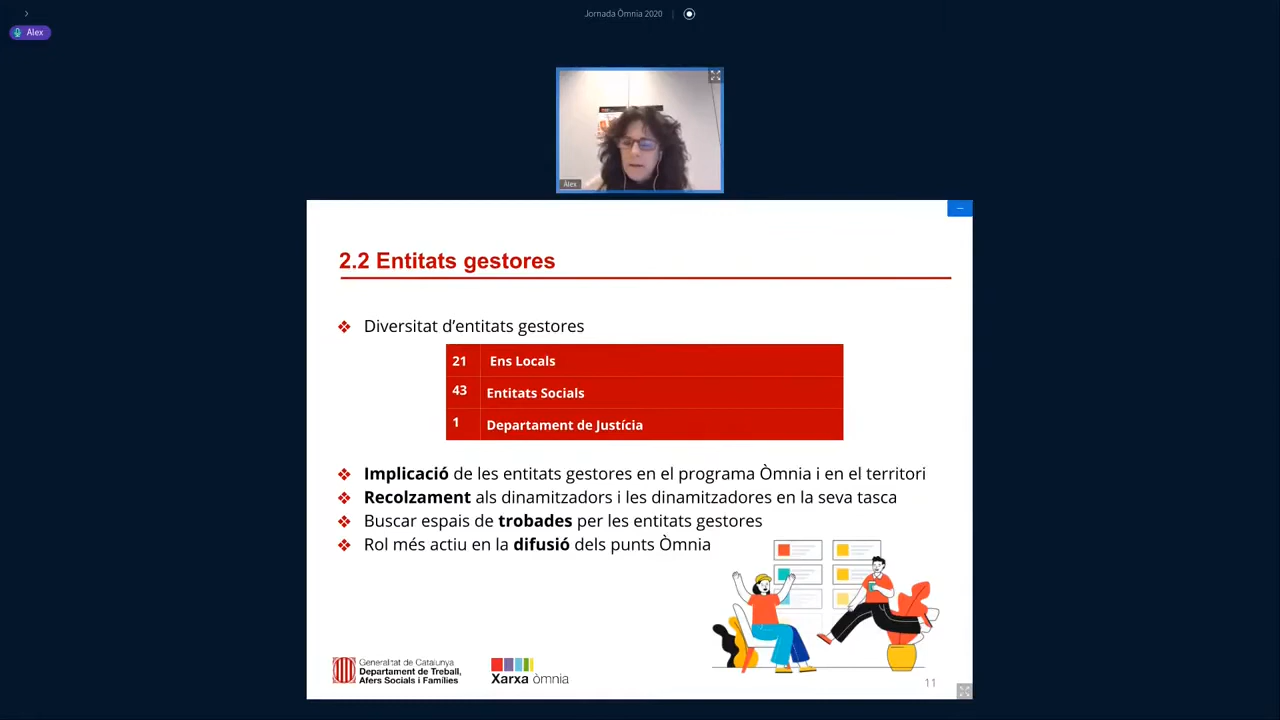 Jornada Òmnia 2020
Alex
Àlex
2.2 Entitats gestores
Diversitat d'entitats gestores
21 Ens Locals
43 Entitats Socials
1 Departament de Justícia
Implicació de les entitats gestores en el programa Òmnia i en el territori
Recolzament als dinamitzadors i les dinamitzadores en la seva tasca
Buscar espais de trobades per les entitats gestores
Rol més actiu en la difusió dels punts Òmnia
Generalitat de Catalunya
Departament de Treball,
Afers Socials i Famílies
Xarxa òmnia
11